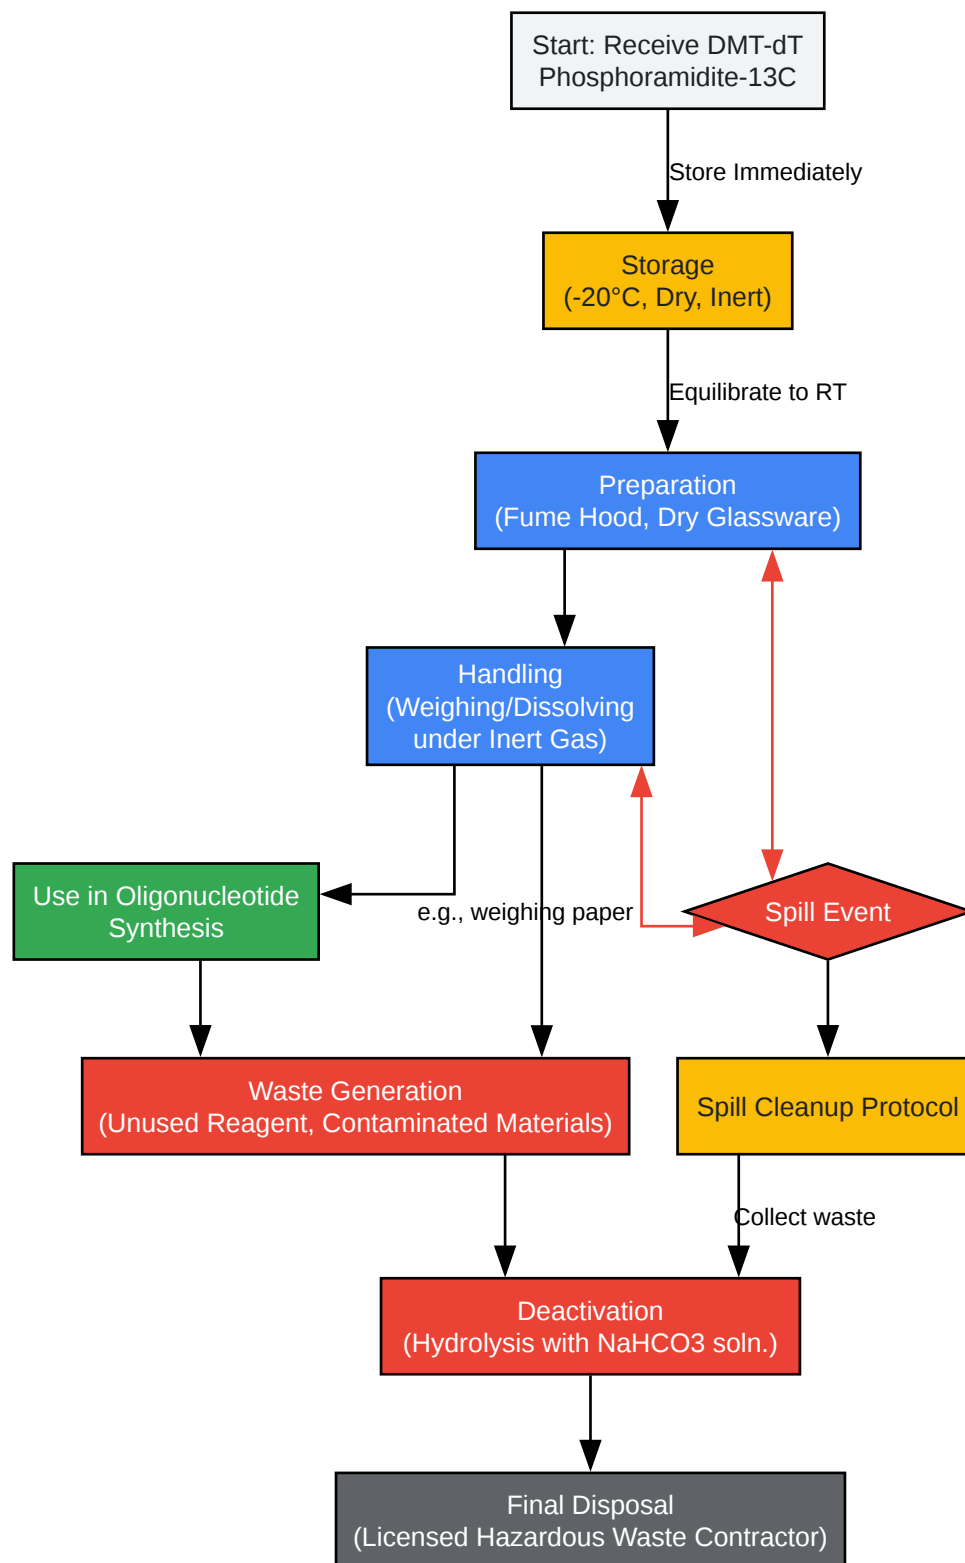 Start: Receive DMT-dT
Phosphoramidite-13C
Store Immediately
Storage
(-20°C, Dry, Inert)
Equilibrate to RT
Preparation
(Fume Hood, Dry Glassware)
Handling
(Weighing/Dissolving
under Inert Gas)
Use in Oligonucleotide
Synthesis
e.g., weighing paper
Spill Event
Waste Generation
(Unused Reagent, Contaminated Materials)
Spill Cleanup Protocol
Collect waste
Deactivation
(Hydrolysis with NaHCO3 soln.)
Final Disposal
(Licensed Hazardous Waste Contractor)